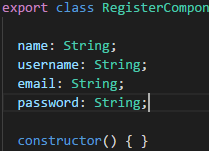 export class RegisterCompon
name: String;
username: String;
email: String;
password: String;
constructor() { }